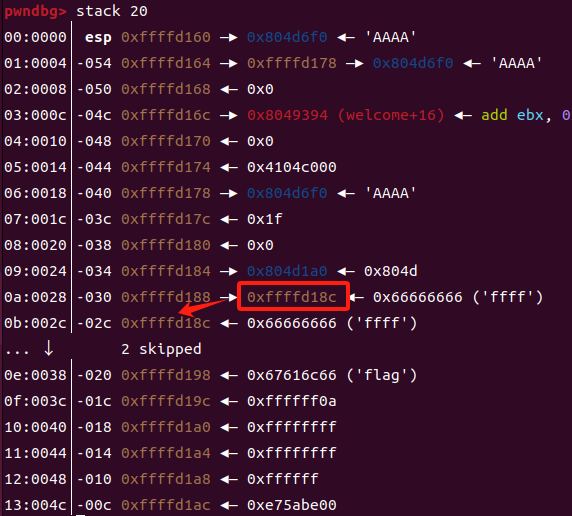 pwndbg> stack 20
00:0000│ esp 0xffffd160 —▸ 0x804d6f0 ◂— 'AAAA'
01:0004│-054 0xffffd164 —▸ 0xffffd178 —▸ 0x804d6f0 ◂— 'AAAA'
02:0008│-050 0xffffd168 ◂— 0x0
03:000c│-04c 0xffffd16c —▸ 0x8049394 (welcome+16) ◂— add ebx, 0
04:0010│-048 0xffffd170 ◂— 0x0
05:0014│-044 0xffffd174 ◂— 0x4104c000
06:0018│-040 0xffffd178 —▸ 0x804d6f0 ◂— 'AAAA'
07:001c│-03c 0xffffd17c ◂— 0x1f
08:0020│-038 0xffffd180 ◂— 0x0
09:0024│-034 0xffffd184 —▸ 0x804d1a0 ◂— 0x804d
0a:0028│-030 0xffffd188 —▸ 0xffffd18c ◂— 0x66666666 ('ffff')
0b:002c│-02c 0xffffd18c ◂— 0x66666666 ('ffff')
... ↓ 2 skipped
0e:0038│-020 0xffffd198 ◂— 0x67616c66 ('flag')
0f:003c│-01c 0xffffd19c ◂— 0xffffff0a
10:0040│-018 0xffffd1a0 ◂— 0xffffffff
11:0044│-014 0xffffd1a4 ◂— 0xffffffff
12:0048│-010 0xffffd1a8 ◂— 0xffffff
13:004c│-00c 0xffffd1ac ◂— 0xe75abe00